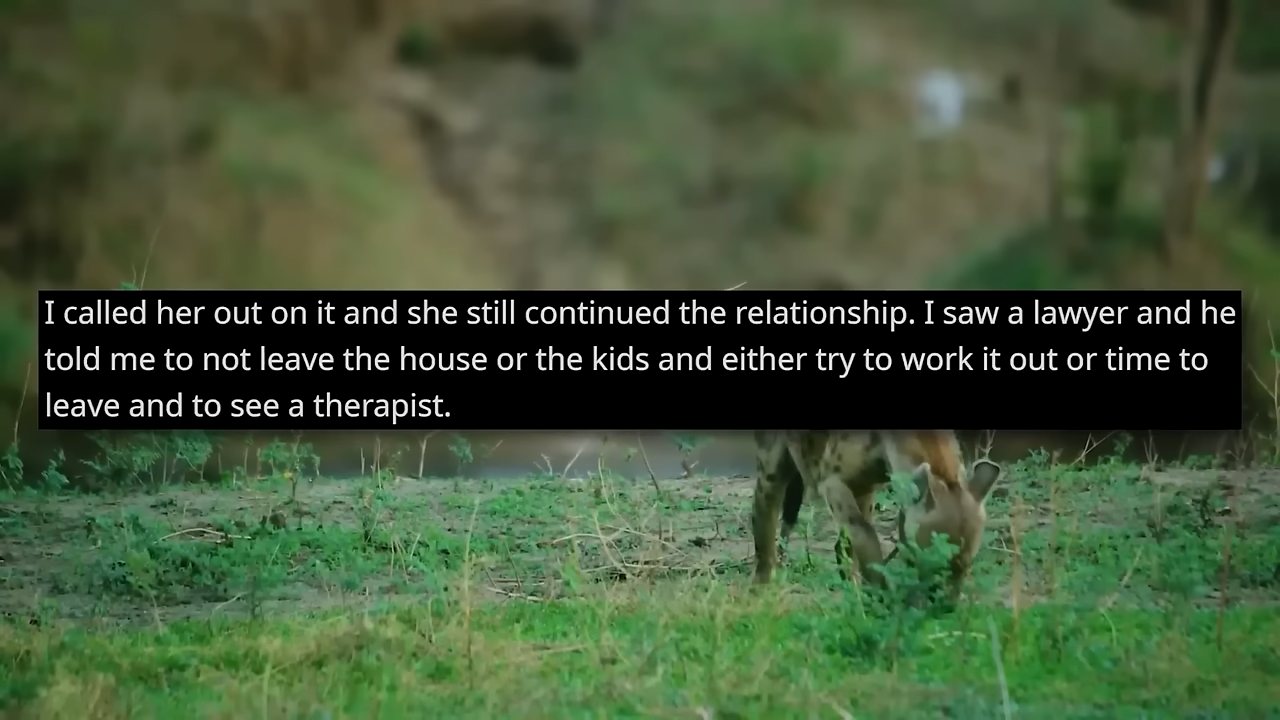 I called her out on it and she still continued the relationship. I saw a lawyer and he
told me to not leave the house or the kids and either try to work it out or time to
leave and to see a therapist.